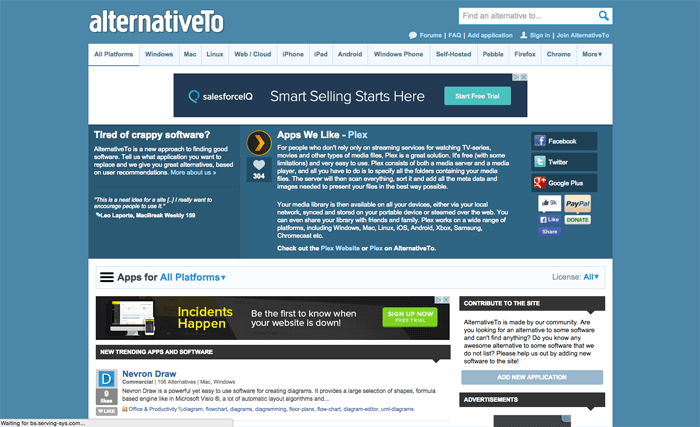 alternativeTo
Find an alternative to...
Forums | FAQ | Add application Sign in | Join AlternativeTo
All Platforms Windows Mac Linux Web / Cloud iPhone iPad Android Windows Phone Self-Hosted Pebble Firefox Chrome More▾
salesforceIQ Smart Selling Starts Here Start Free Trial
Tired of crappy software?
AlternativeTo is a new approach to finding good
software. Tell us what application you want to
replace and we give you great alternatives, based
on user recommendations. More about us »
"This is a neat idea for a site [..] I really want to
encourage people to use it."
Leo Laporte, MacBreak Weekly 159
304
Apps We Like - Plex
For people who don't rely only on streaming services for watching TV-series,
movies and other types of media files, Plex is a great solution. It's free (with some
limitations) and very easy to use. Plex consists of both a media server and a media
player, and all you have to do is to specify all the folders containing your media
files. The server will then scan everything, sort it and add all the meta data and
images needed to present your files in the best way possible.
Your media library is then available on all your devices, either via your local
network, synced and stored on your portable device or steamed over the web. You
can even share your library with friends and family. Plex works on a wide range of
platforms, including Windows, Mac, Linux, iOS, Android, Xbox, Samsung,
Chromecast etc.
Check out the Plex Website or Plex on AlternativeTo.
Facebook
Twitter
Google Plus
9k PayPal
Like DONATE
Share
Apps for All Platforms▾ License: All▾
Incidents
Happen
Be the first to know when
your website is down!
SIGN UP NOW
FREE TRIAL
NEW TRENDING APPS AND SOFTWARE
D
9
likes
LIKE
Nevron Draw
Commercial | 106 Alternatives | Mac, Windows
Nevron Draw is a powerful yet easy to use software for creating diagrams. It provides a large selection of shapes, formula
based engine like in Microsoft Visio ®, a lot of automatic layout algorithms and...
Office & Productivity diagram, flowchart, diagrams, diagramming, floor-plans, flow-chart, diagram-editor, uml-diagrams
CONTRIBUTE TO THE SITE
AlternativeTo is made by our community. Are
you looking for an alternative to some software
and can't find anything? Do you know any
awesome alternative to some software that we
do not list? Please help us out by adding new
software to the site!
ADD NEW APPLICATION
ADVERTISEMENTS
Waiting for bs.serving-sys.com...